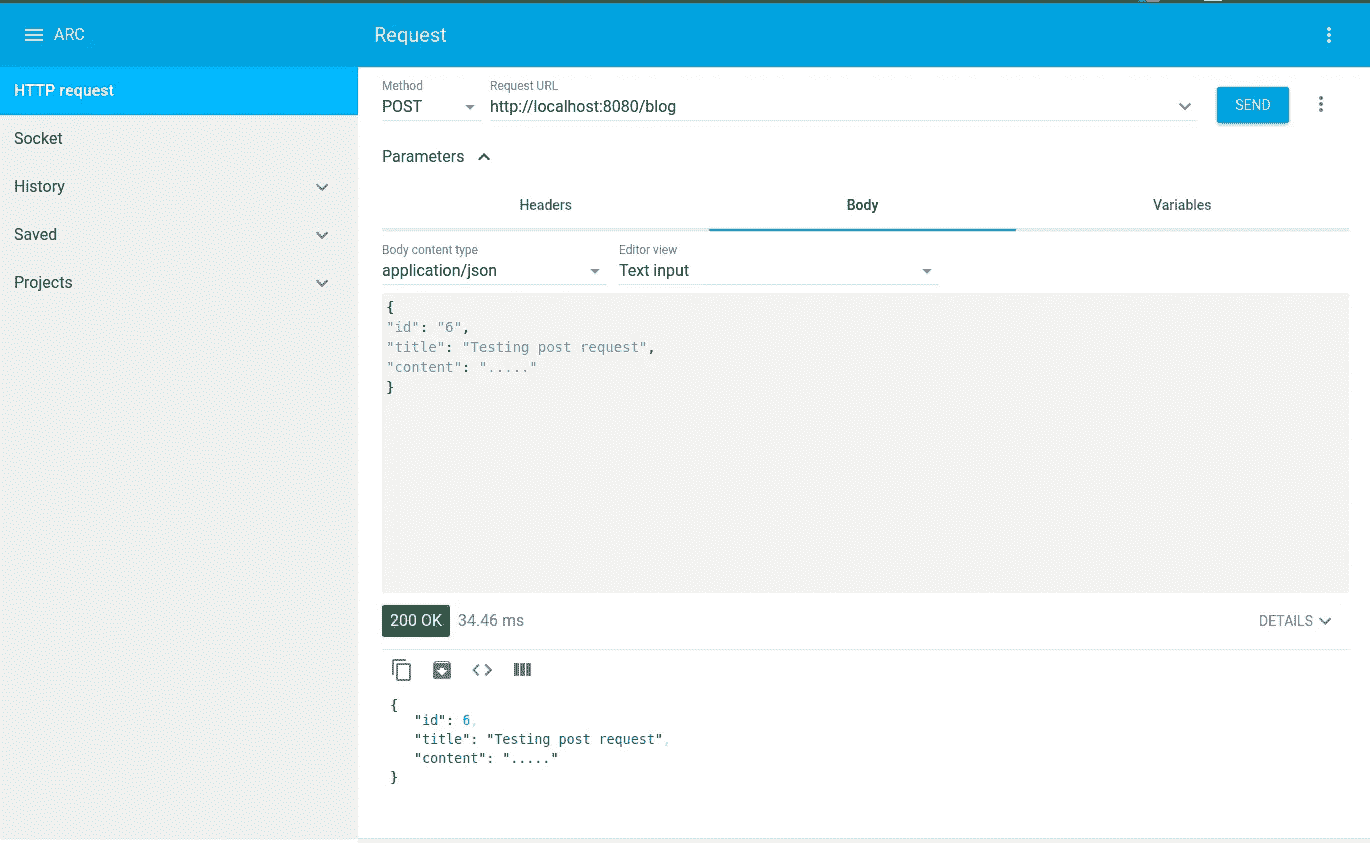 ARC
Request
HTTP request
Socket
History
Saved
Projects
Method
POST
Request URL
http://localhost:8080/blog
SEND
Parameters
Headers
Body
Variables
Body content type
application/json
Editor view
Text input
{
"id": "6",
"title": "Testing post request",
"content": "....."
}
200 OK
34.46 ms
DETAILS
{
"id": 6,
"title": "Testing post request",
"content": "....."
}